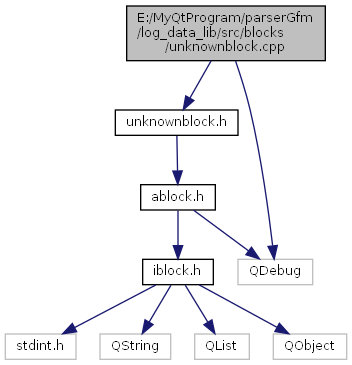 E:/MyQtProgram/parserGfm
/log_data_lib/src/blocks
/unknownblock.cpp
unknownblock.h
ablock.h
iblock.h
QDebug
stdint.h
QString
QList
QObject